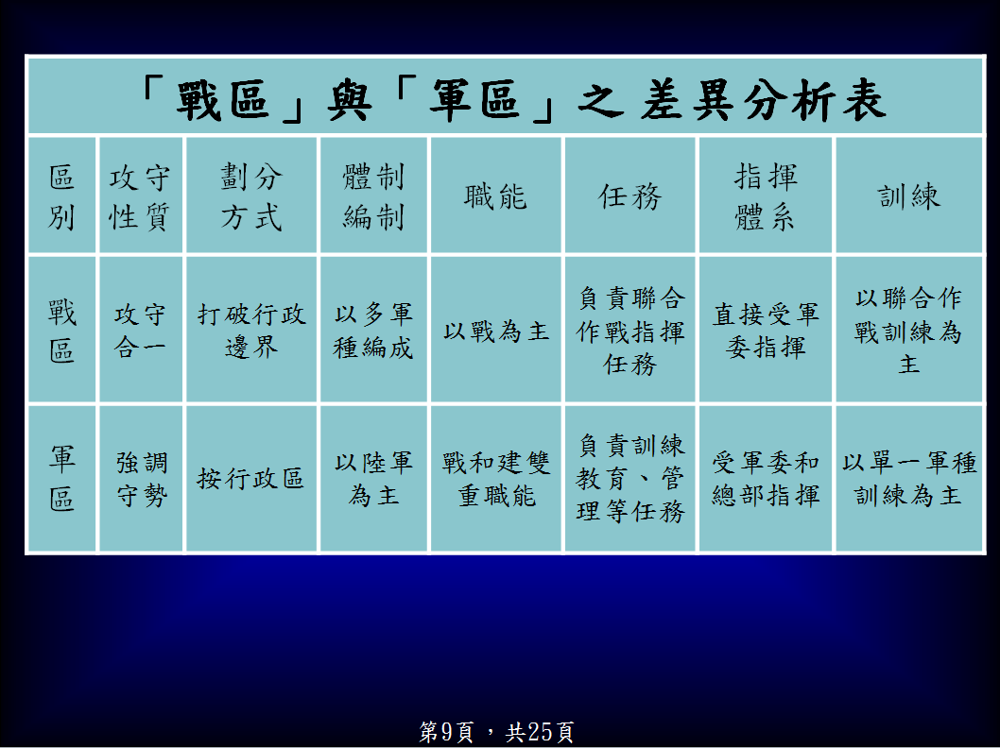 「戰區」與「軍區」之差異分析表
區
別
攻守
性質
劃分
方式
體制
編制
職能
任務
指揮
體系
訓練
戰
區
攻守
合一
打破行政
邊界
以多軍
種編成
以戰為主
負責聯合
作戰指揮
任務
直接受軍
委指揮
以聯合作
戰訓練為
主
軍
區
強調
守勢
按行政區
以陸軍
為主
戰和建雙
重職能
負責訓練
教育、管
理等任務
受軍委和
總部指揮
以單一軍種
訓練為主
第9頁，共25頁